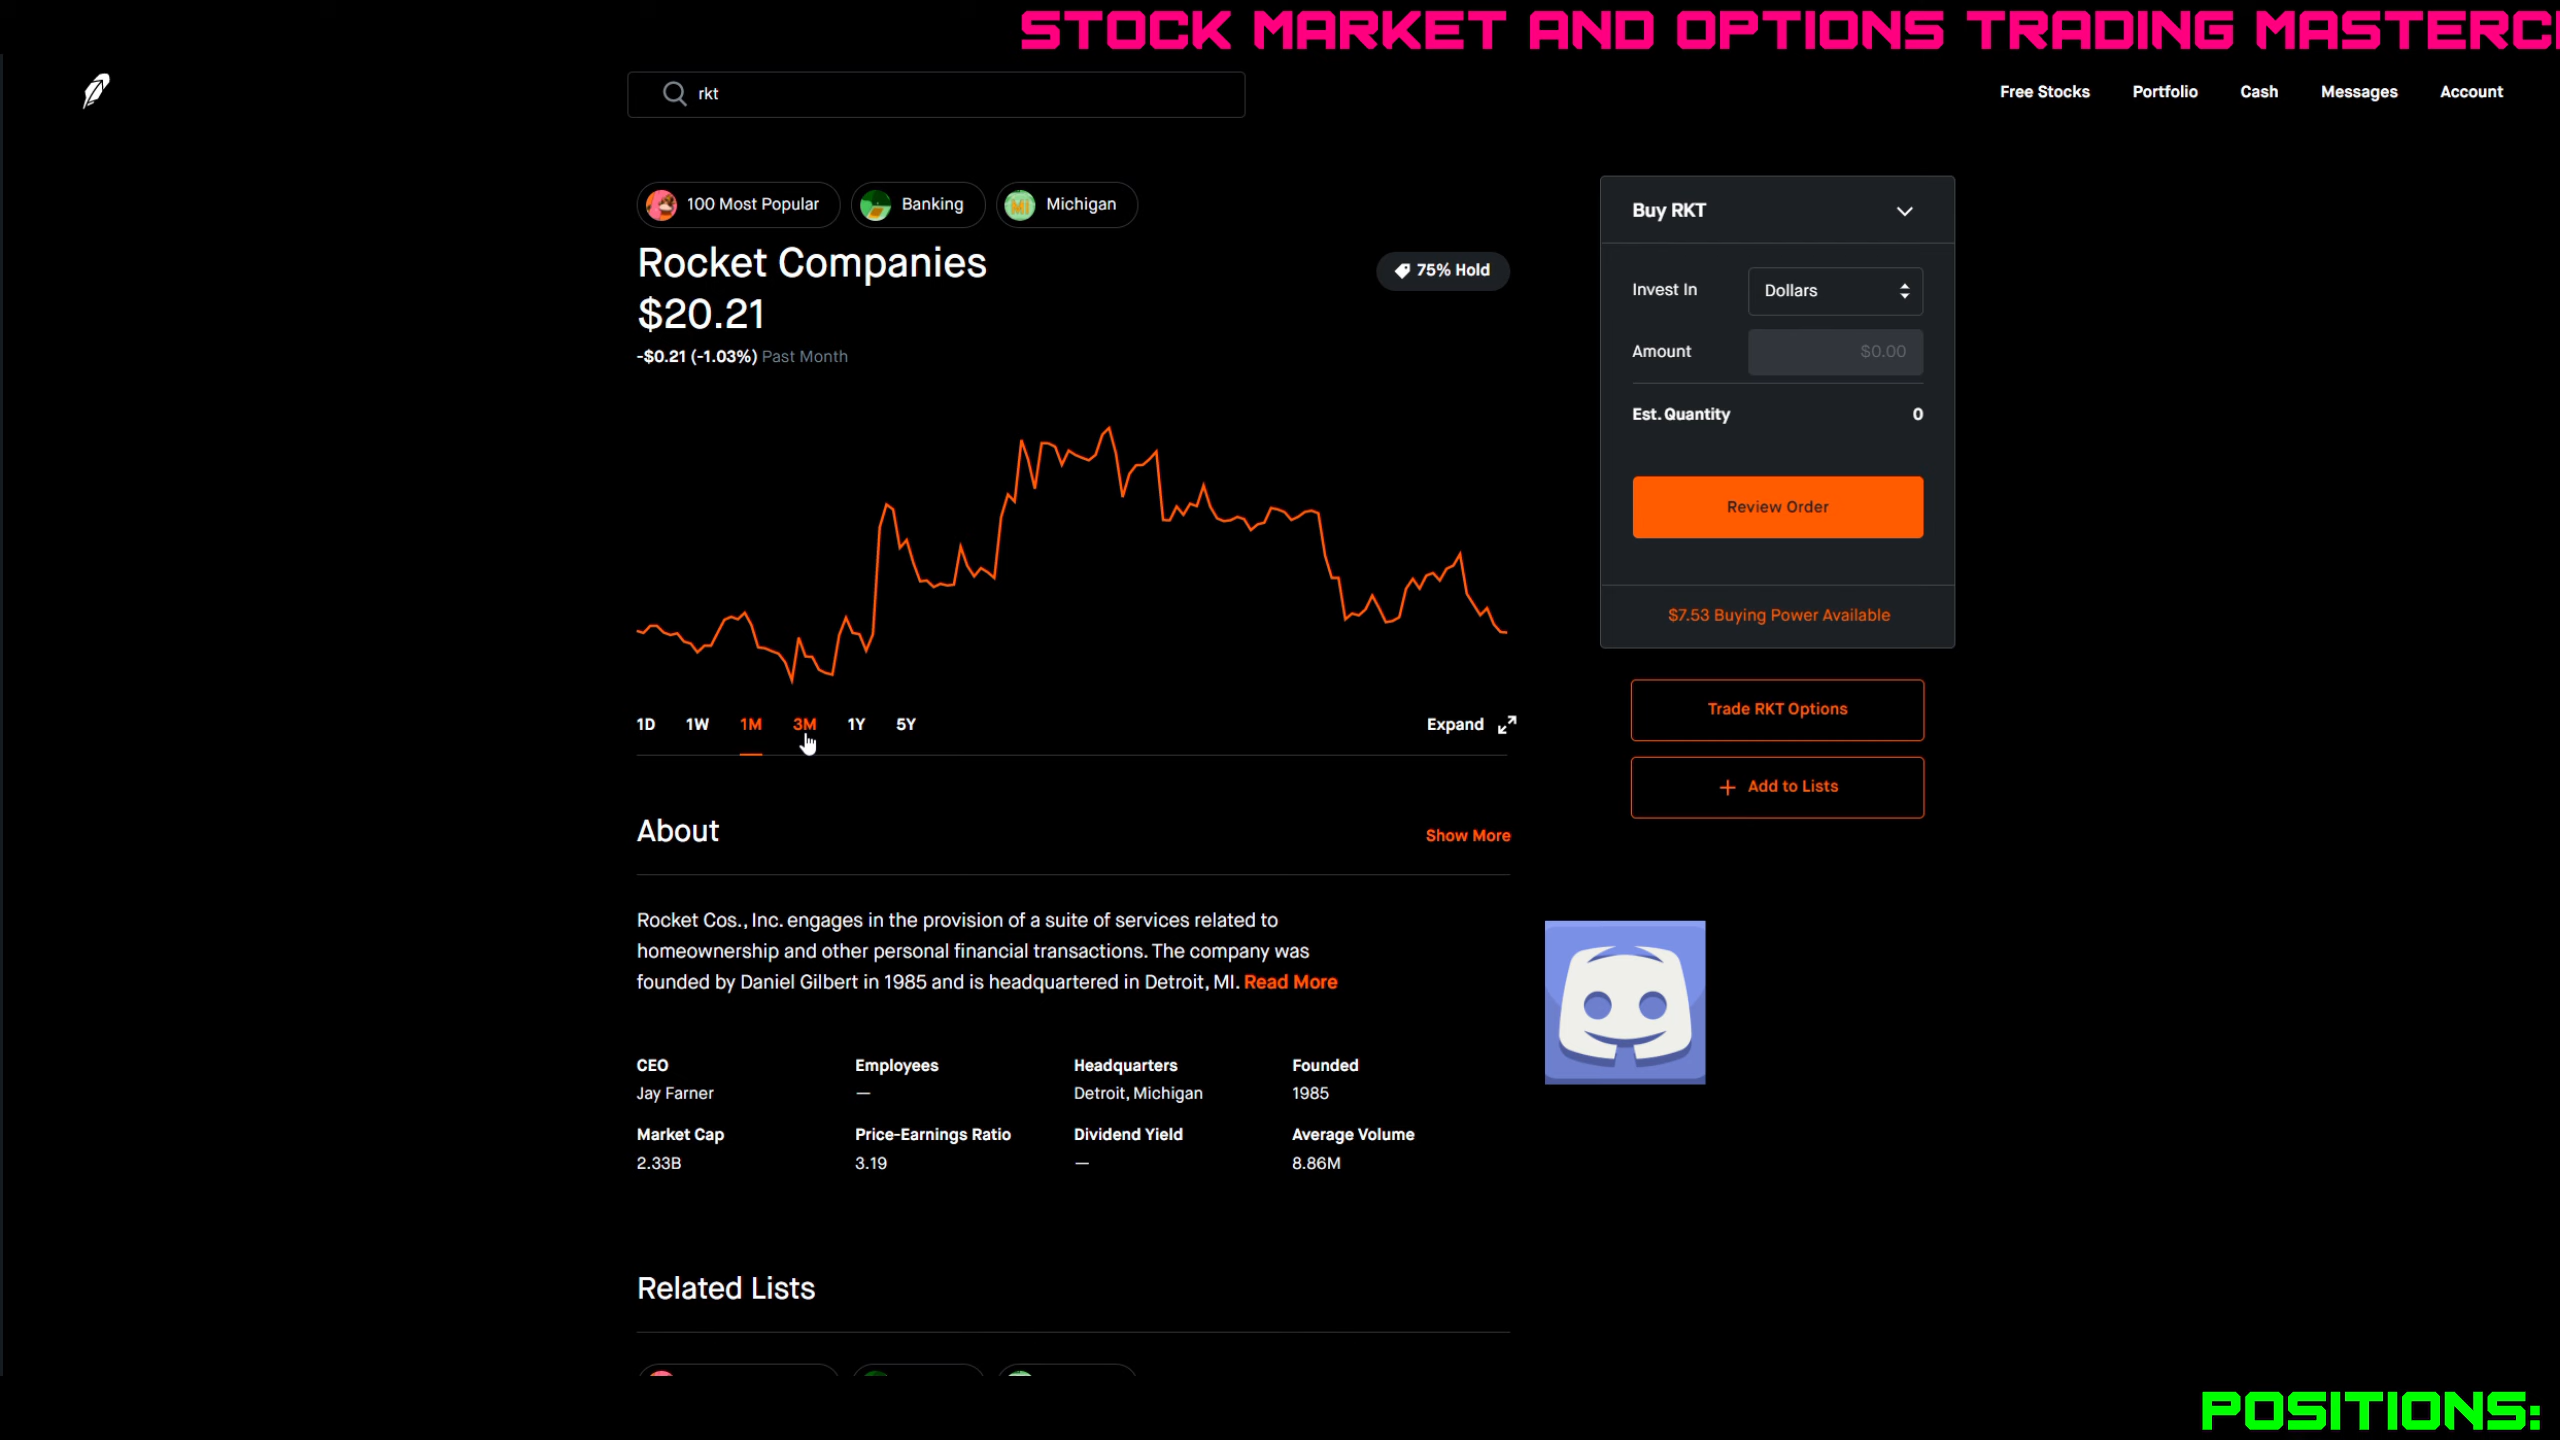 STOCK MARKET AND OPTIONS TRADING MASTERC
rkt
Free Stocks Portfolio Cash Messages Account
100 Most Popular Banking MI Michigan
Rocket Companies
$20.21
-$0.21 (-1.03%) Past Month
75% Hold
1D 1W 1M 3M 1Y 5Y Expand
Buy RKT
Invest In Dollars
Amount $0.00
Est. Quantity 0
Review Order
$7.53 Buying Power Available
Trade RKT Options
+ Add to Lists
About Show More
Rocket Cos., Inc. engages in the provision of a suite of services related to
homeownership and other personal financial transactions. The company was
founded by Daniel Gilbert in 1985 and is headquartered in Detroit, MI. Read More
CEO Employees Headquarters Founded
Jay Farner — Detroit, Michigan 1985
Market Cap Price-Earnings Ratio Dividend Yield Average Volume
2.33B 3.19 — 8.86M
Related Lists
POSITIONS: